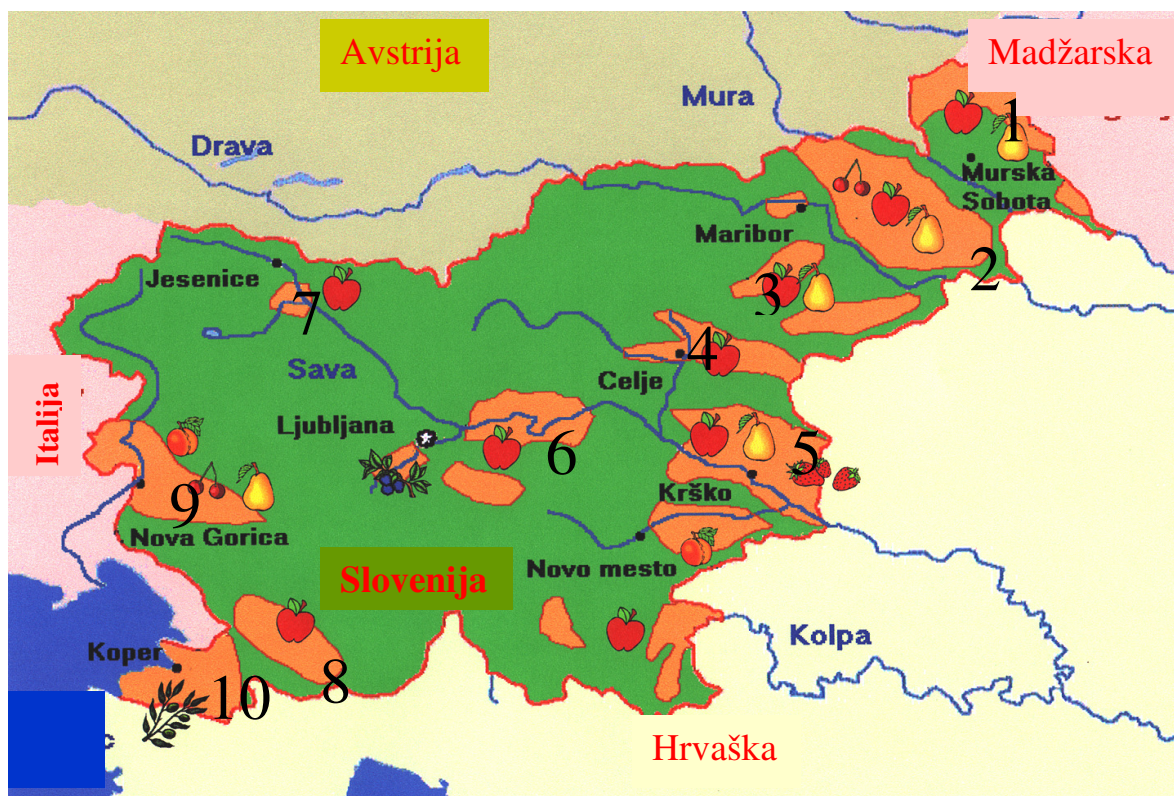 Avstrija
Madžarska
Mura
1
Drava
Murska
Sobota
Maribor
2
Jesenice
3
7
4
Sava
Celje
Italija
Ljubljana
6
5
Krško
9
Nova Gorica
Novo mesto
Slovenija
Koper
Kolpa
8
10
c
Hrvaška